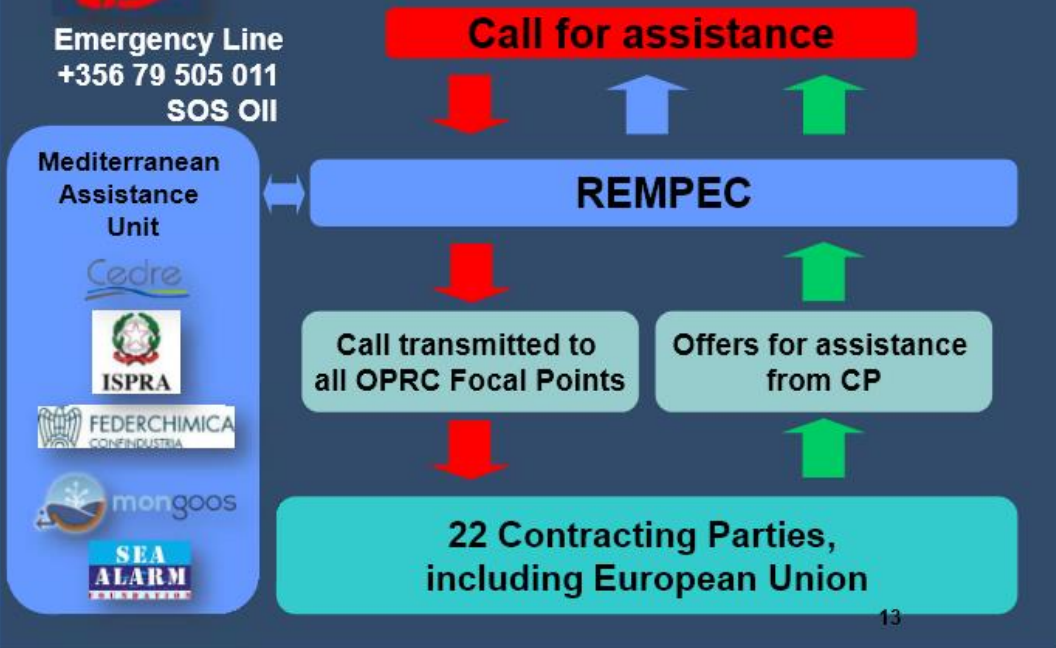 Emergency Line
+356 79 505 011
SOS OIl
Call for assistance
Mediterranean
Assistance
Unit
Cedre
ISPRA
FEDERCHIMICA
CONFINDUSTRIA
mongoos
SEA
ALARM
FOUNDATION
REMPEC
Call transmitted to
all OPRC Focal Points
Offers for assistance
from CP
22 Contracting Parties,
including European Union
13